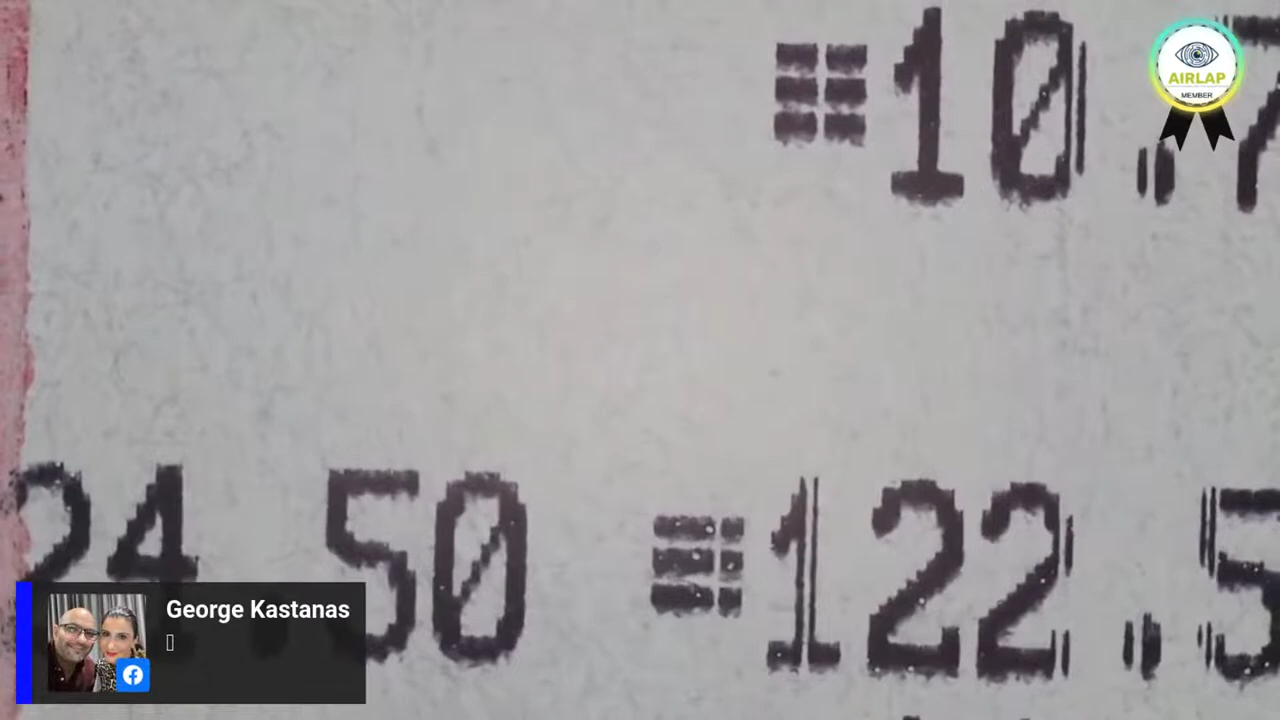 =10.7
AIRLAP
MEMBER
24.50 =122.5
George Kastanas